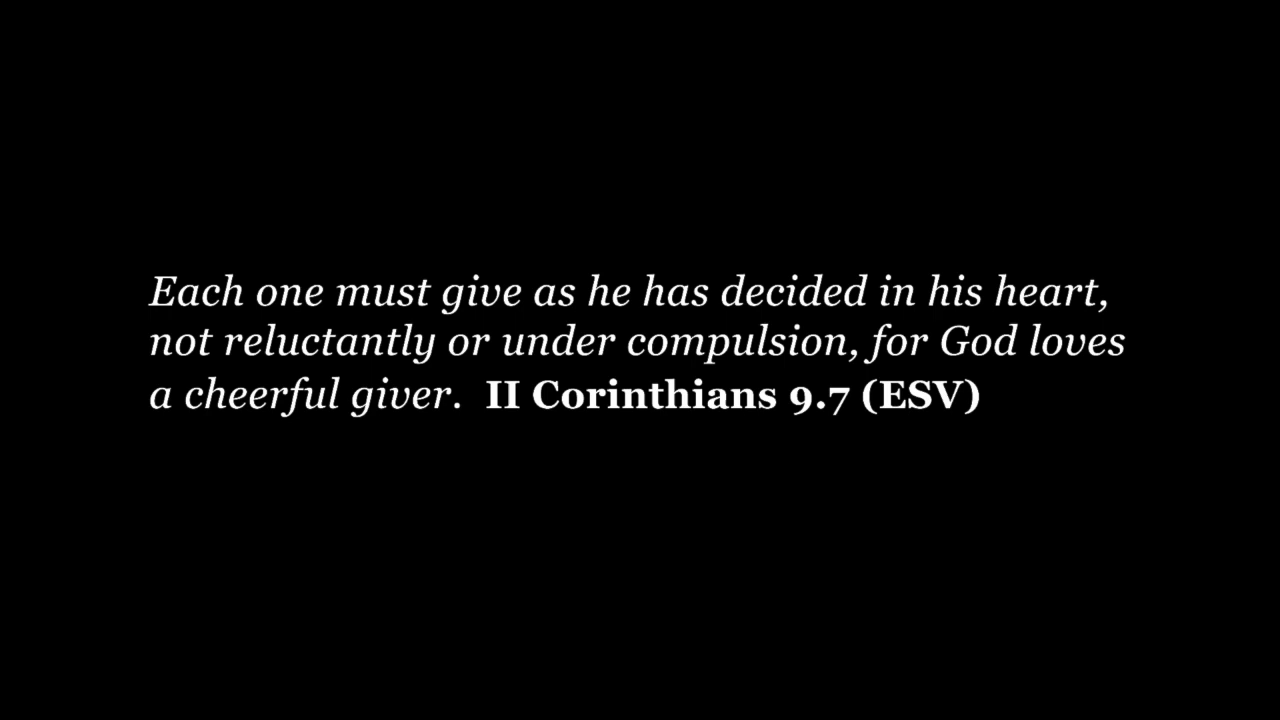 Each one must give as he has decided in his heart,
not reluctantly or under compulsion, for God loves
a cheerful giver.  II Corinthians 9.7 (ESV)